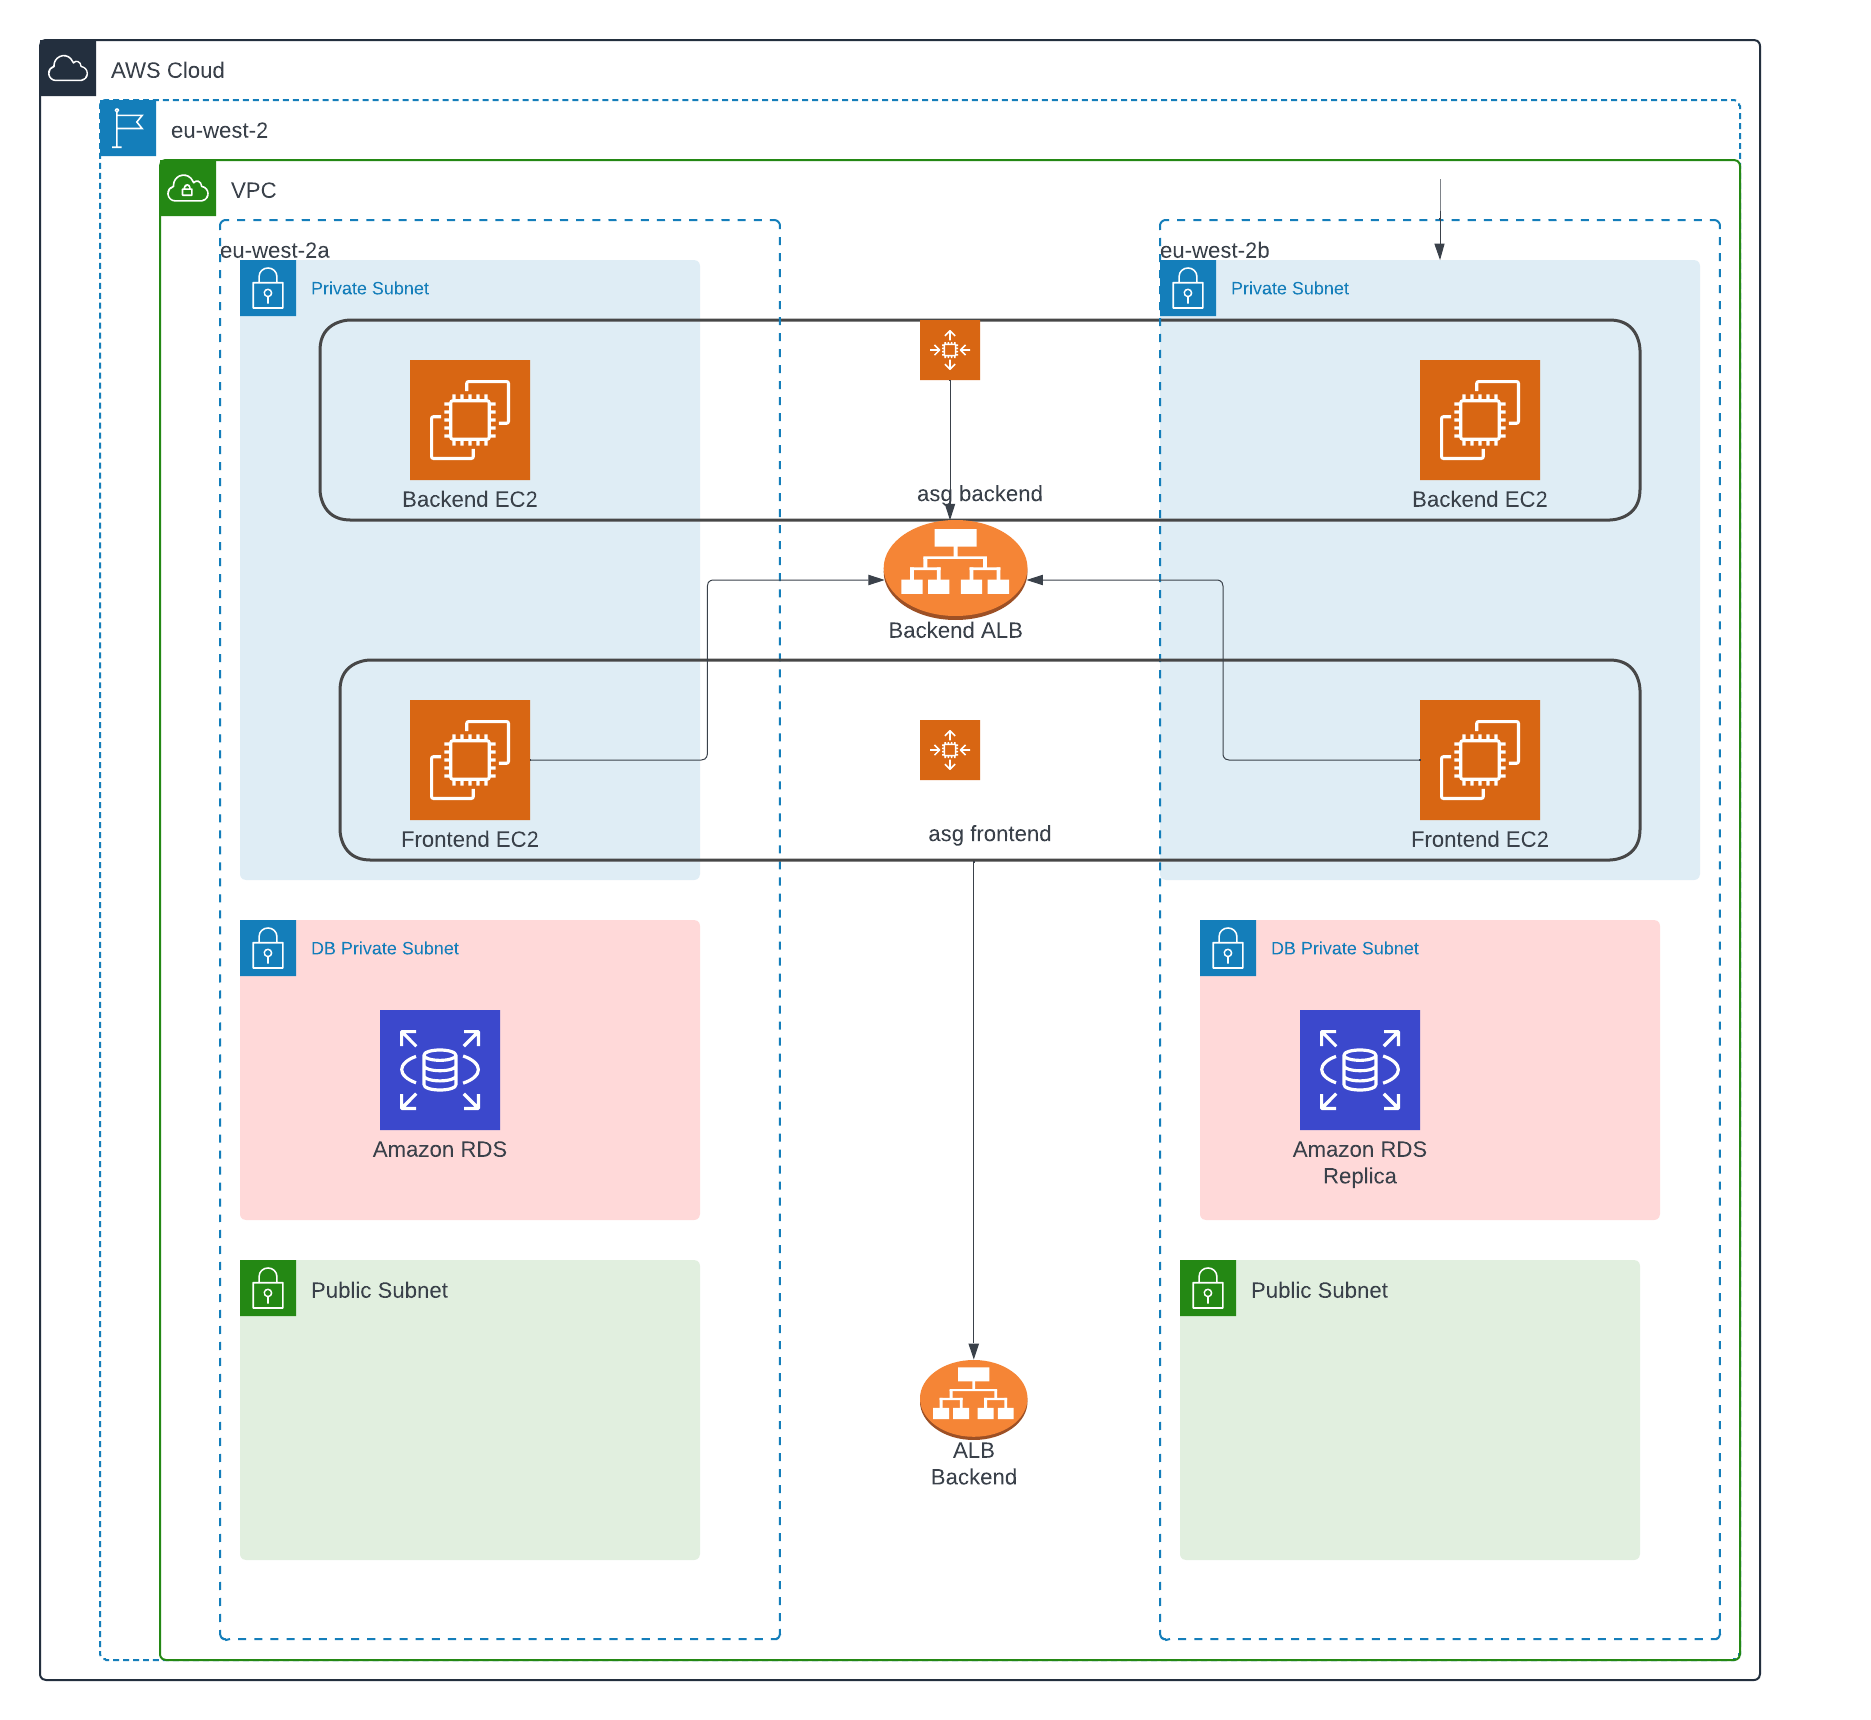 AWS Cloud
eu-west-2
VPC
eu-west-2a
eu-west-2b
Private Subnet
Private Subnet
Backend EC2
asg backend
Backend EC2
Backend ALB
Frontend EC2
asg frontend
Frontend EC2
DB Private Subnet
DB Private Subnet
Amazon RDS
Amazon RDS
Replica
Public Subnet
Public Subnet
ALB
Backend